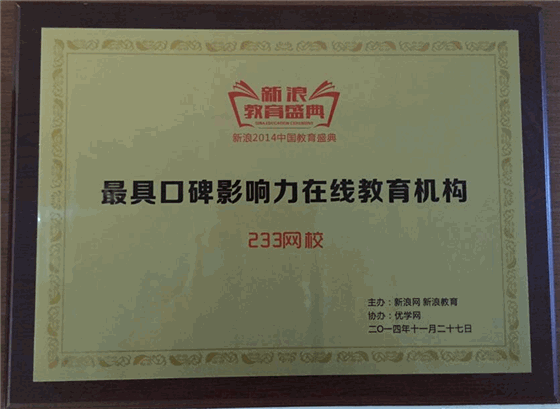 新浪
教育盛典
SINA EDUCATION CEREMONY
新浪2014中国教育盛典
最具口碑影响力在线教育机构
233网校
主办：新浪网 新浪教育
协办：优学网
二〇一四年十一月二十七日